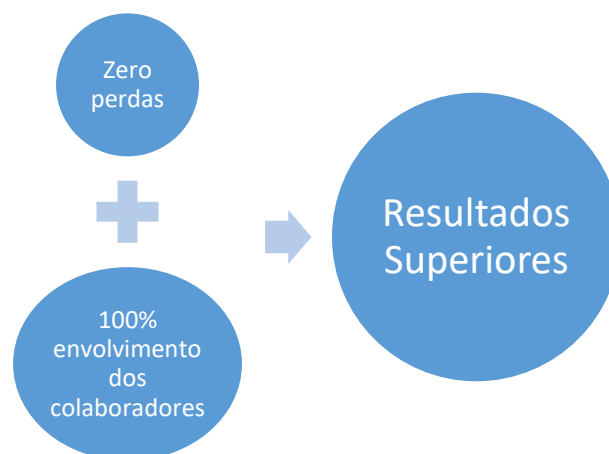 Zero
perdas
100%
envolvimento
dos
colaboradores
Resultados
Superiores